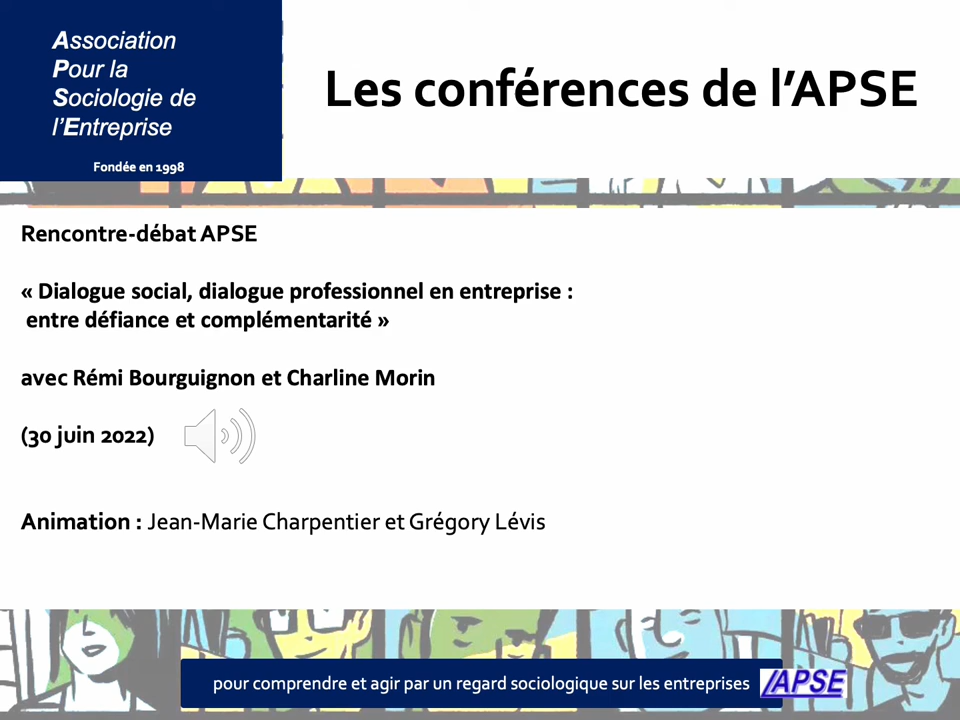 Association
Pour la
Sociologie de
l'Entreprise
Fondée en 1998
Les conférences de l'APSE
Rencontre-débat APSE
« Dialogue social, dialogue professionnel en entreprise :
entre défiance et complémentarité »
avec Rémi Bourguignon et Charline Morin
(30 juin 2022)
Animation : Jean-Marie Charpentier et Grégory Lévis
pour comprendre et agir par un regard sociologique sur les entreprises
APSE